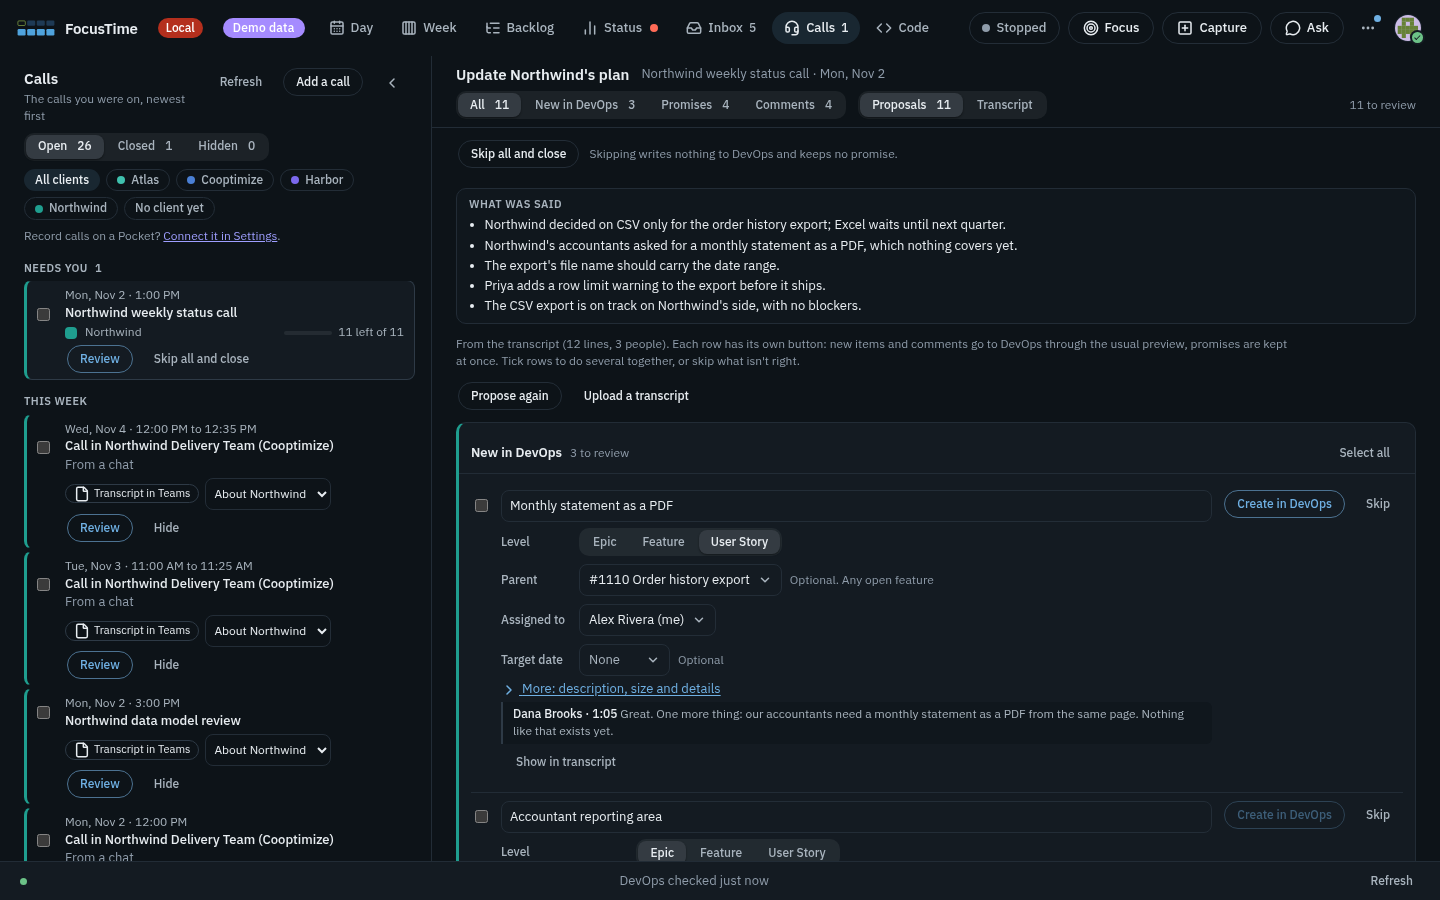 FocusTime
Local
Demo data
Day
Week
Backlog
Status
Inbox 5
Calls 1
Code
Stopped
Focus
Capture
Ask
Calls
The calls you were on, newest first
Refresh
Add a call
Open 26
Closed 1
Hidden 0
All clients
Atlas
Cooptimize
Harbor
Northwind
No client yet
Record calls on a Pocket? Connect it in Settings.
NEEDS YOU 1
Mon, Nov 2 · 1:00 PM
Northwind weekly status call
Northwind
11 left of 11
Review
Skip all and close
THIS WEEK
Wed, Nov 4 · 12:00 PM to 12:35 PM
Call in Northwind Delivery Team (Cooptimize)
From a chat
Transcript in Teams
About Northwind
Review
Hide
Tue, Nov 3 · 11:00 AM to 11:25 AM
Call in Northwind Delivery Team (Cooptimize)
From a chat
Transcript in Teams
About Northwind
Review
Hide
Mon, Nov 2 · 3:00 PM
Northwind data model review
Transcript in Teams
About Northwind
Review
Hide
Mon, Nov 2 · 12:00 PM
Call in Northwind Delivery Team (Cooptimize)
From a chat
Update Northwind's plan
Northwind weekly status call · Mon, Nov 2
All 11
New in DevOps 3
Promises 4
Comments 4
Proposals 11
Transcript
11 to review
Skip all and close
Skipping writes nothing to DevOps and keeps no promise.
WHAT WAS SAID
• Northwind decided on CSV only for the order history export; Excel waits until next quarter.
• Northwind's accountants asked for a monthly statement as a PDF, which nothing covers yet.
• The export's file name should carry the date range.
• Priya adds a row limit warning to the export before it ships.
• The CSV export is on track on Northwind's side, with no blockers.
From the transcript (12 lines, 3 people). Each row has its own button: new items and comments go to DevOps through the usual preview, promises are kept
at once. Tick rows to do several together, or skip what isn't right.
Propose again
Upload a transcript
New in DevOps
3 to review
Select all
Monthly statement as a PDF
Create in DevOps
Skip
Level
Epic
Feature
User Story
Parent
#1110 Order history export
Optional. Any open feature
Assigned to
Alex Rivera (me)
Target date
None
Optional
More: description, size and details
Dana Brooks · 1:05 Great. One more thing: our accountants need a monthly statement as a PDF from the same page. Nothing
like that exists yet.
Show in transcript
Accountant reporting area
Create in DevOps
Skip
Level
Epic
Feature
User Story
DevOps checked just now
Refresh